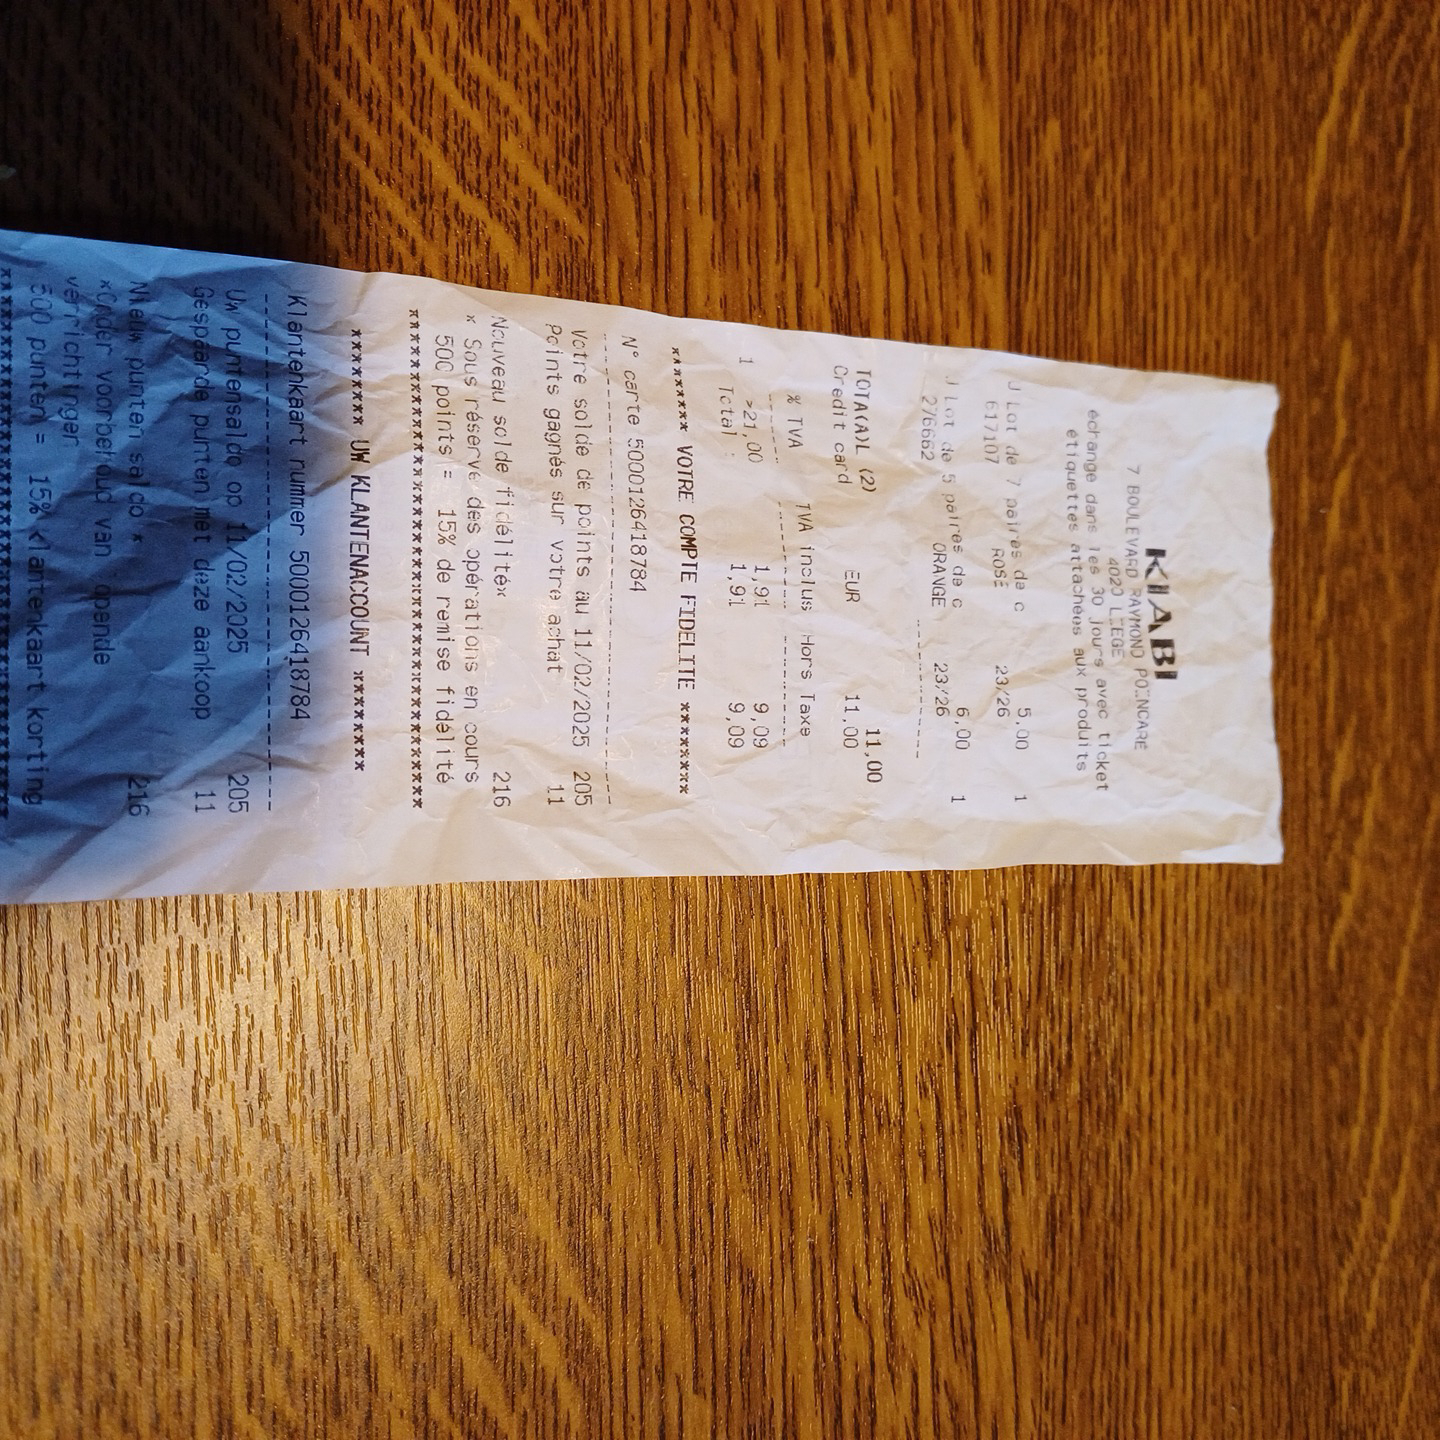 KIABI
7 BOULEVARD RAYMOND POINCARE
4020 LIEGE
échange dans les 30 jours avec ticket
etiquettes attachées aux produits
J Lot de 7 paires de c 5,00 1
617107 ROSE 23/26
J Lot de 5 paires de c 6,00 1
276662 ORANGE 23/26
TOTA(A)L (2) 11,00
Credit card EUR 11,00
% TVA TVA inclus Hors Taxe
1 >21,00 1,91 9,09
Total : 1,91 9,09
******* VOTRE COMPTE FIDELITE *******
N° carte 5000126418784
Votre solde de points au 11/02/2025 205
Points gagnés sur votre achat 11
Nouveau solde fidélité* 216
* Sous réserve des opérations en cours
500 points = 15% de remise fidélité
******** UW KLANTENACCOUNT ********
Klantenkaart nummer 5000126418784
Uw puntensaldo op 11/02/2025 205
Gespaarde punten met deze aankoop 11
Nieuw punten saldo * 216
*Onder voorbehoud van opende
verrichtingen
500 punten = 15% klantenkaart korting